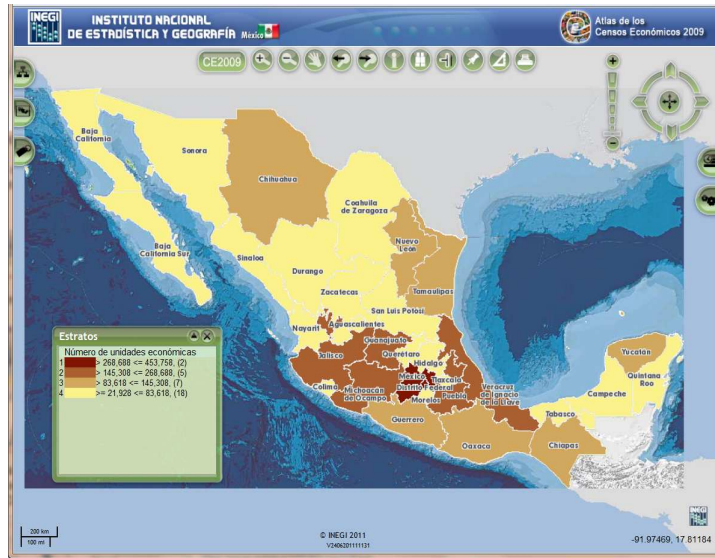 INEGI
INSTITUTO NACIONAL
DE ESTADÍSTICA Y GEOGRAFÍA México
Atlas de los
Censos Económicos 2009
CE2009
Baja
California
Sonora
Chihuahua
Coahuila
de Zaragoza
Nuevo
León
Baja
California Sur
Sinaloa
Durango
Tamaulipas
Zacatecas
San Luis Potosí
Nayarit
Aguascalientes
Guanajuato
Jalisco
Querétaro
Hidalgo
Yucatán
Quintana
Roo
México
Tlaxcala
Colima
Michoacán
de Ocampo
Distrito Federal
Morelos
Puebla
Veracruz
de Ignacio
de la Llave
Campeche
Tabasco
Guerrero
Oaxaca
Chiapas
Estratos
Número de unidades económicas
1 > 268,688 <= 453,758, (2)
2 > 145,308 <= 268,688, (5)
3 > 83,618 <= 145,308, (7)
4 >= 21,928 <= 83,618, (18)
200 km
100 mi
© INEGI 2011
V2406201111131
INEGI
-91.97469, 17.81184